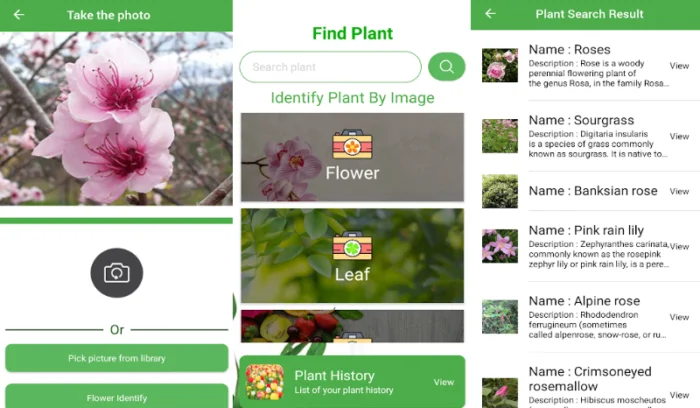 Take the photo
Or
Pick picture from library
Flower Identify
Find Plant
Search plant
Identify Plant By Image
Flower
Leaf
Plant History
List of your plant history
View
Plant Search Result
Name : Roses
Description : Rose is a woody
perennial flowering plant of
the genus Rosa, in the family Rosa...
View
Name : Sourgrass
Description : Digitaria insularis
is a species of grass commonly
known as sourgrass. It is native to...
View
Name : Banksian rose
View
Name : Pink rain lily
Description : Zephyranthes carinata,
commonly known as the rosepink
zephyr lily or pink rain lily, is a pere...
View
Name : Alpine rose
Description : Rhododendron
ferrugineum (sometimes
called alpenrose, snow-rose, or ru...
View
Name : Crimsoneyed
rosemallow
Description : Hibiscus moscheutos
View